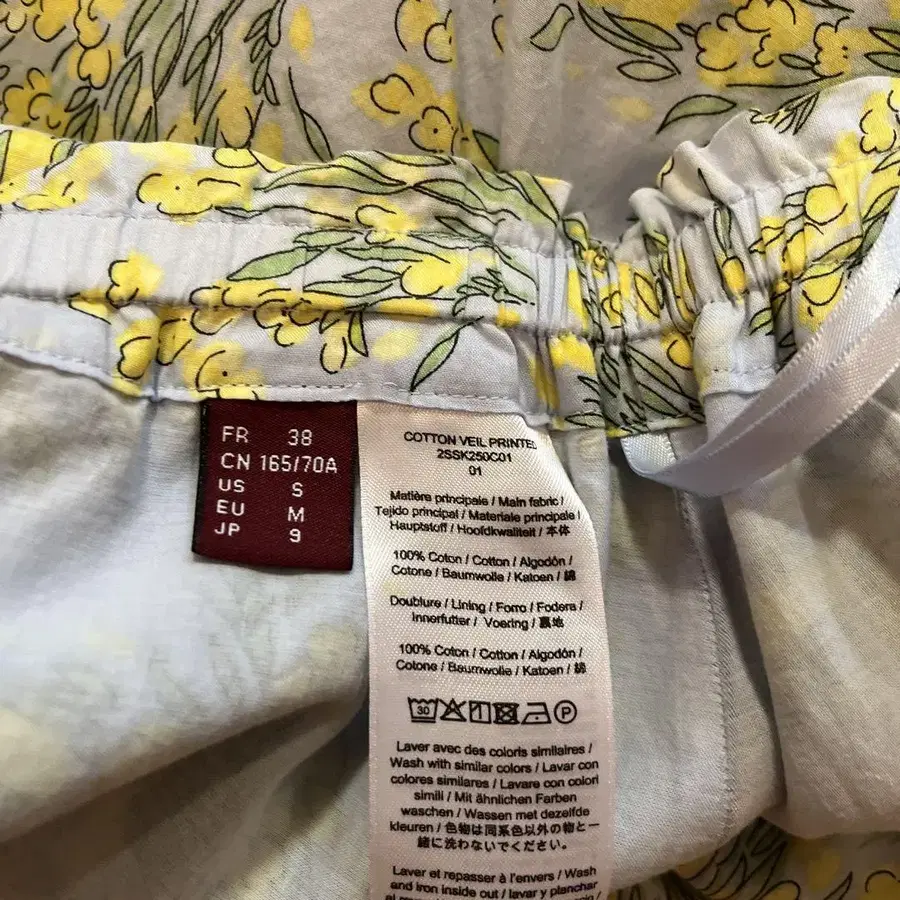 FR 38
CN 165/70A
US S
EU M
JP 9
COTTON VEIL PRINTED
2SSK250C01
01
Matière principale / Main fabric /
Tejido principal / Materiale principale /
Hauptstoff / Hoofdkwaliteit / 本体
100% Coton / Cotton / Algodón /
Cotone / Baumwolle / Katoen / 綿
Doublure / Lining / Forro / Fodera /
Innenfutter / Voering / 裏地
100% Coton / Cotton / Algodón /
Cotone / Baumwolle / Katoen / 綿
30
P
Laver avec des coloris similaires /
Wash with similar colors / Lavar con
colores similares / Lavare con colori
simili / Mit ähnlichen Farben
waschen / Wassen met dezelfde
kleuren / 色物は同系色以外の物と一
緒に洗わないでください。
Laver et repasser à l'envers / Wash
and iron inside out / lavar y planchar